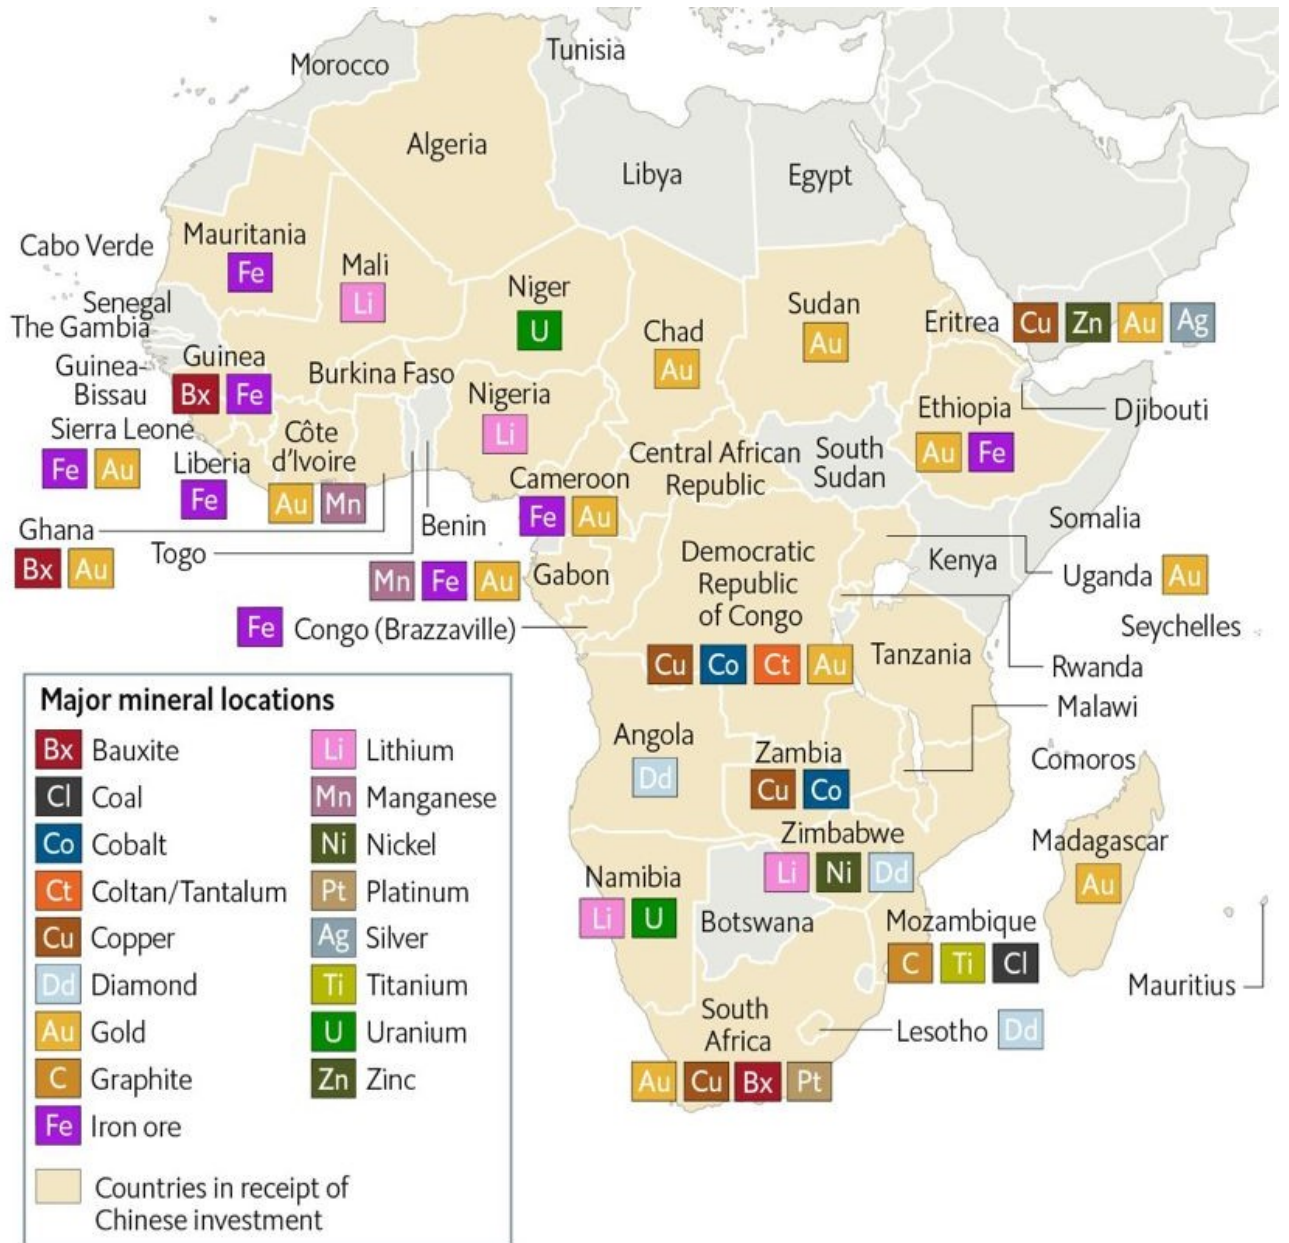 Morocco
Tunisia
Algeria
Libya
Egypt
Cabo Verde
Mauritania
Fe
Mali
Li
Niger
U
Chad
Au
Sudan
Au
Eritrea Cu Zn Au Ag
Senegal
The Gambia
Guinea-
Bissau
Guinea
Bx Fe
Burkina Faso
Nigeria
Li
Ethiopia
Au Fe
Djibouti
Sierra Leone
Fe Au
Liberia
Fe
Côte
d'Ivoire
Au Mn
Central African
Republic
South
Sudan
Cameroon
Fe Au
Ghana
Bx Au
Togo
Benin
Somalia
Kenya
Uganda Au
Mn Fe Au Gabon
Democratic
Republic
of Congo
Cu Co Ct Au
Fe Congo (Brazzaville)
Seychelles
Tanzania
Rwanda
Malawi
Angola
Dd
Zambia
Cu Co
Comoros
Zimbabwe
Li Ni Dd
Madagascar
Au
Namibia
Li U
Botswana
Mozambique
C Ti Cl
Mauritius
South
Africa
Au Cu Bx Pt
Lesotho Dd
Major mineral locations
Bx Bauxite
Cl Coal
Co Cobalt
Ct Coltan/Tantalum
Cu Copper
Dd Diamond
Au Gold
C Graphite
Fe Iron ore
Li Lithium
Mn Manganese
Ni Nickel
Pt Platinum
Ag Silver
Ti Titanium
U Uranium
Zn Zinc
Countries in receipt of
Chinese investment